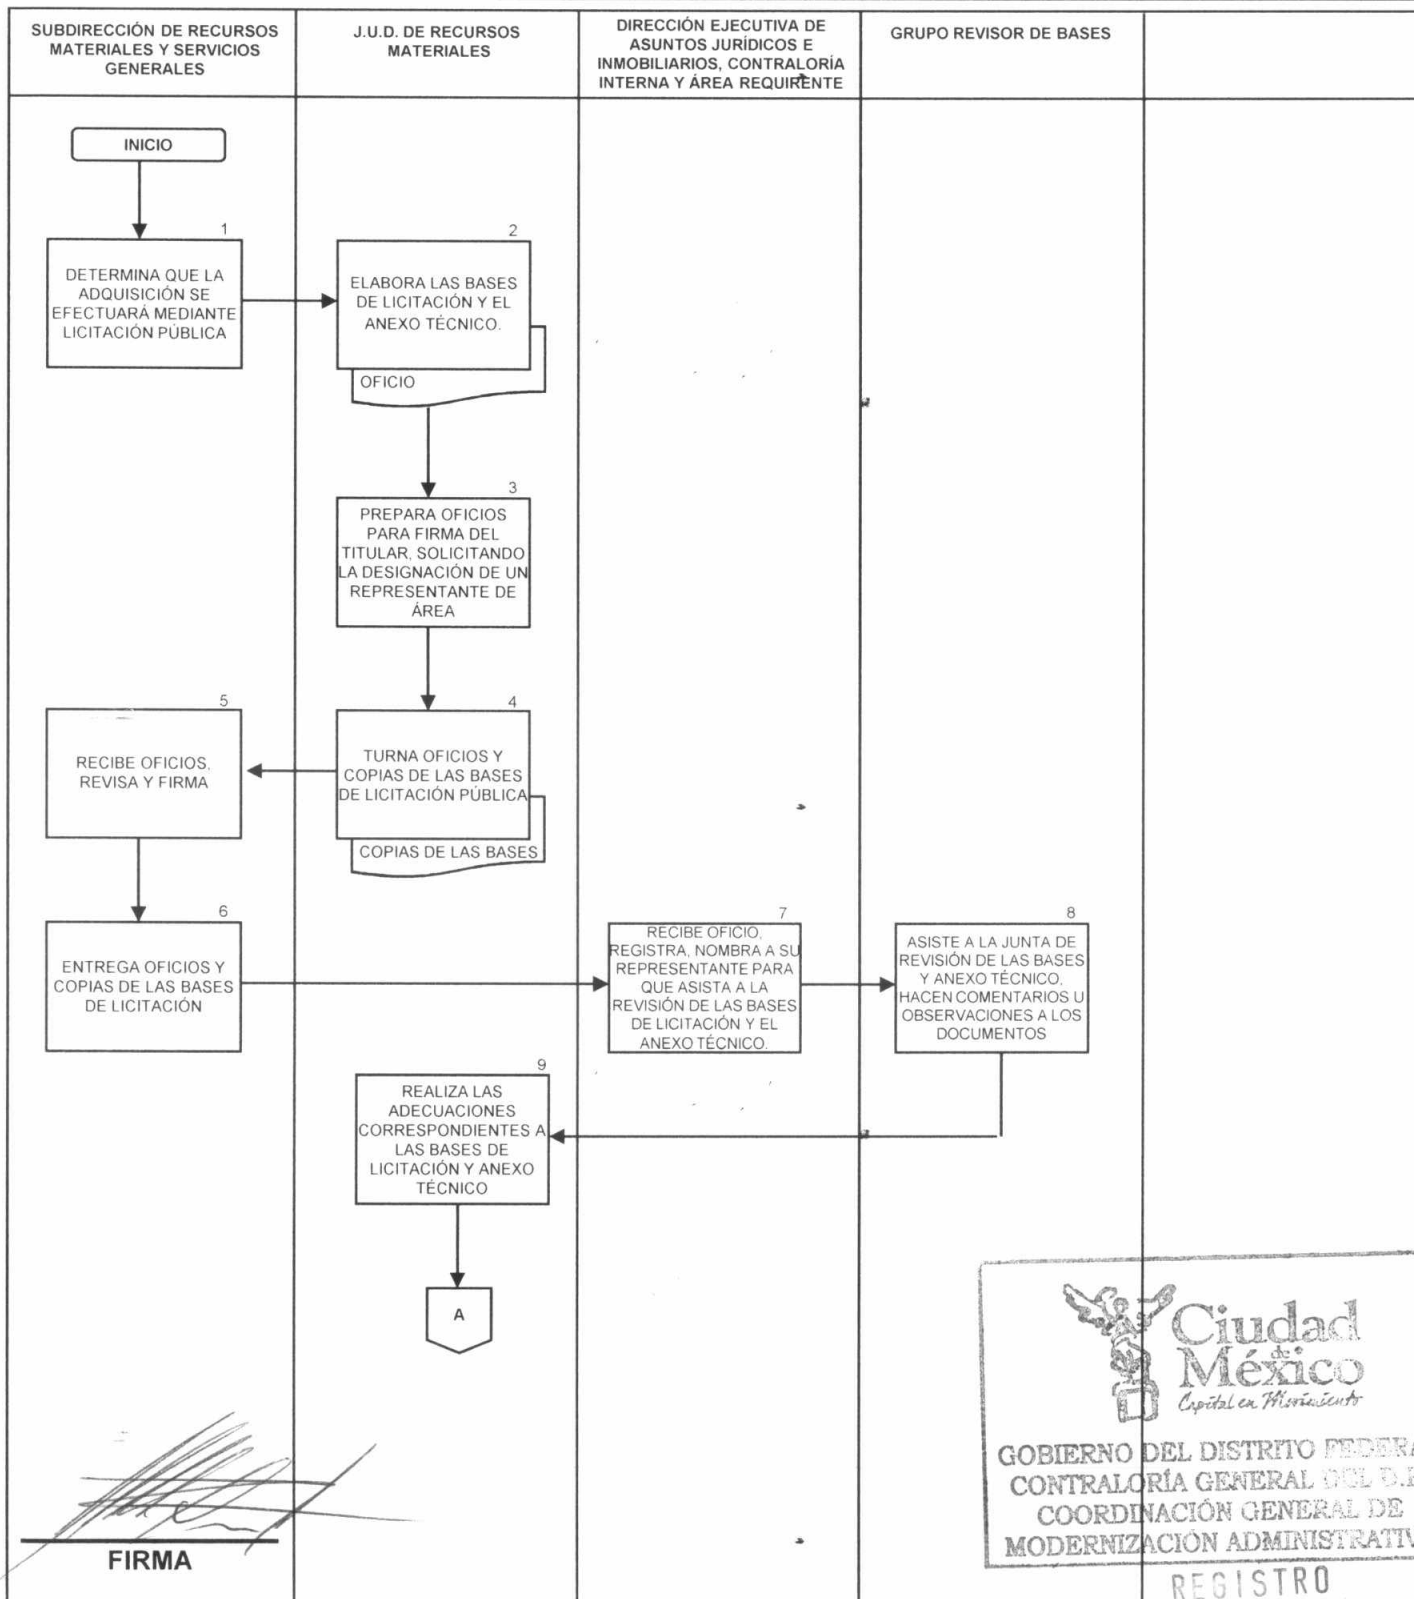 SUBDIRECCIÓN DE RECURSOS
MATERIALES Y SERVICIOS
GENERALES
J.U.D. DE RECURSOS
MATERIALES
DIRECCIÓN EJECUTIVA DE
ASUNTOS JURÍDICOS E
INMOBILIARIOS, CONTRALORÍA
INTERNA Y ÁREA REQUIRENTE
GRUPO REVISOR DE BASES
INICIO
1
DETERMINA QUE LA
ADQUISICIÓN SE
EFECTUARÁ MEDIANTE
LICITACIÓN PÚBLICA
2
ELABORA LAS BASES
DE LICITACIÓN Y EL
ANEXO TÉCNICO.
OFICIO
3
PREPARA OFICIOS
PARA FIRMA DEL
TITULAR, SOLICITANDO
LA DESIGNACIÓN DE UN
REPRESENTANTE DE
ÁREA
4
TURNA OFICIOS Y
COPIAS DE LAS BASES
DE LICITACIÓN PÚBLICA
COPIAS DE LAS BASES
5
RECIBE OFICIOS,
REVISA Y FIRMA
6
ENTREGA OFICIOS Y
COPIAS DE LAS BASES
DE LICITACIÓN
7
RECIBE OFICIO,
REGISTRA, NOMBRA A SU
REPRESENTANTE PARA
QUE ASISTA A LA
REVISIÓN DE LAS BASES
DE LICITACIÓN Y EL
ANEXO TÉCNICO.
8
ASISTE A LA JUNTA DE
REVISIÓN DE LAS BASES
Y ANEXO TÉCNICO,
HACEN COMENTARIOS U
OBSERVACIONES A LOS
DOCUMENTOS
9
REALIZA LAS
ADECUACIONES
CORRESPONDIENTES A
LAS BASES DE
LICITACIÓN Y ANEXO
TÉCNICO
A
FIRMA
Ciudad
de
México
Capital en Movimiento
GOBIERNO DEL DISTRITO FEDERA
CONTRALORÍA GENERAL DEL D.F
COORDINACIÓN GENERAL DE
MODERNIZACIÓN ADMINISTRATIV
REGISTRO